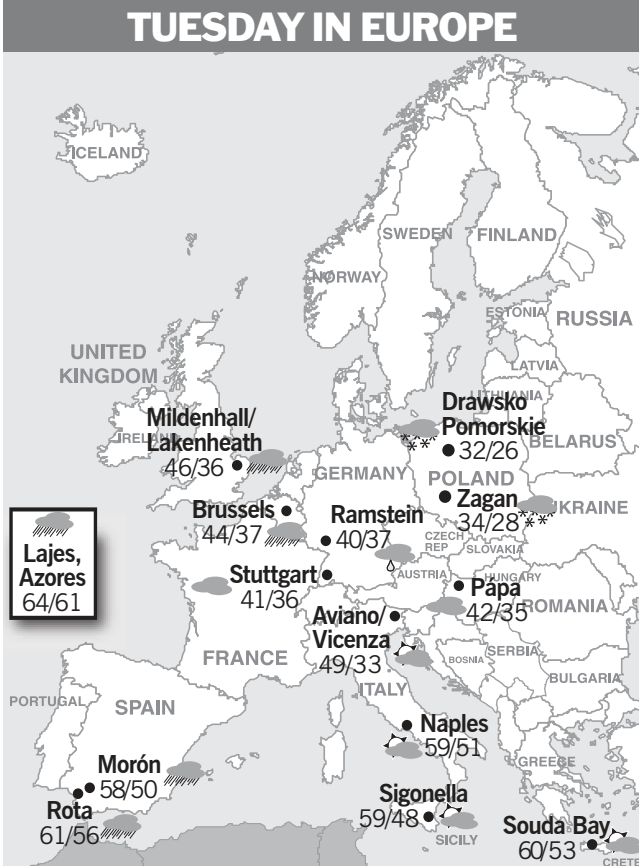 TUESDAY IN EUROPE
ICELAND
SWEDEN
FINLAND
NORWAY
ESTONIA
RUSSIA
UNITED
KINGDOM
LATVIA
LITHUANIA
Drawsko
Pomorskie
32/26
Mildenhall/
Lakenheath
46/36
IRELAND
BELARUS
GERMANY
POLAND
Zagan
34/28
UKRAINE
Brussels
44/37
Ramstein
40/37
Lajes,
Azores
64/61
CZECH
REP
SLOVAKIA
Stuttgart
41/36
AUSTRIA
HUNGARY
Pápa
42/35
ROMANIA
Aviano/
Vicenza
49/33
FRANCE
BOSNIA
SERBIA
BULGARIA
ITALY
PORTUGAL
SPAIN
Naples
59/51
GREECE
Morón
58/50
Rota
61/56
Sigonella
59/48
SICILY
Souda Bay
60/53
CRETE